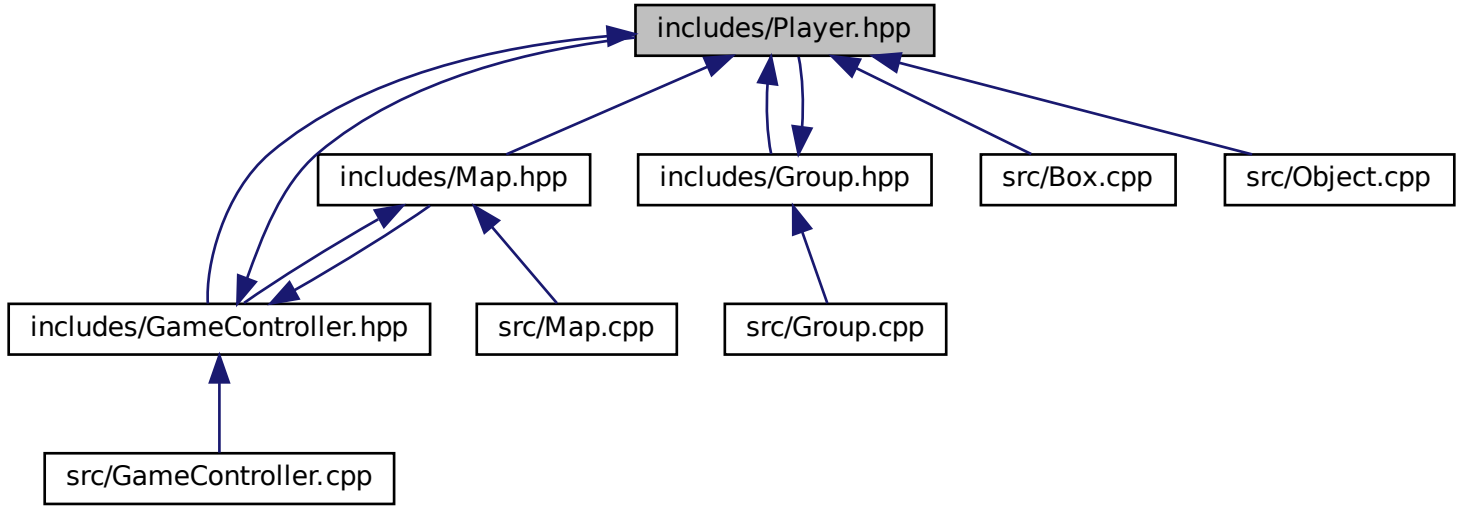 includes/Player.hpp
includes/Map.hpp
includes/Group.hpp
src/Box.cpp
src/Object.cpp
includes/GameController.hpp
src/Map.cpp
src/Group.cpp
src/GameController.cpp